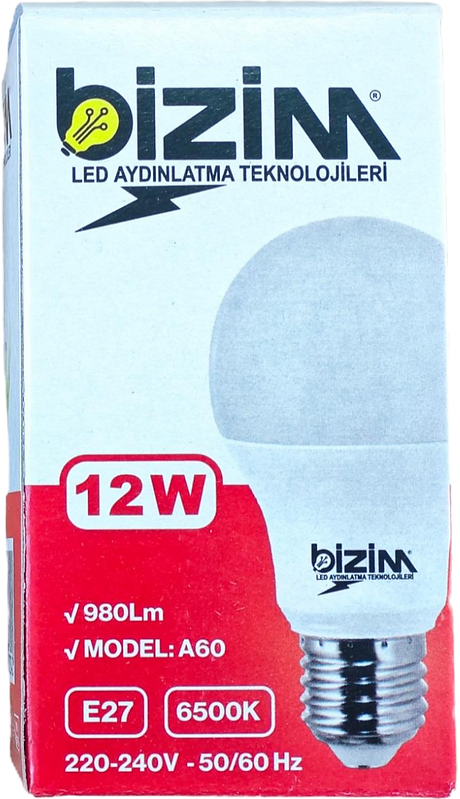 bizim®
LED AYDINLATMA TEKNOLOJİLERİ
12W
bizim
LED AYDINLATMA TEKNOLOJİLERİ
√ 980Lm
√ MODEL: A60
E27 6500K
220-240V - 50/60 Hz